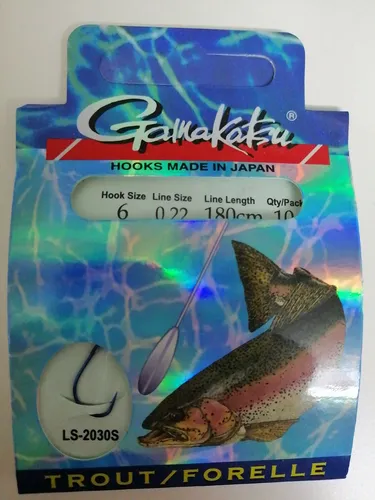 Gamakatsu®
HOOKS MADE IN JAPAN
Hook Size Line Size Line Length Qty/Pack
6 0.22 180cm 10
LS-2030S
TROUT/FORELLE